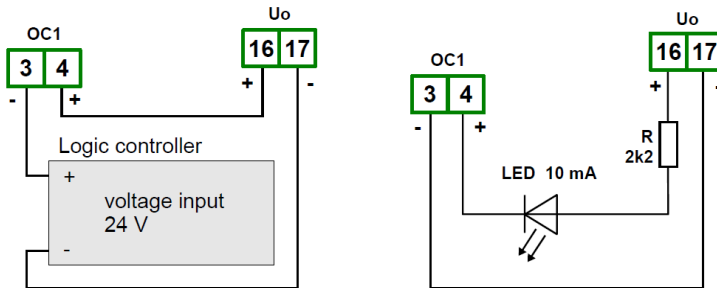 Uo
OC1
16 17
3 4
+ -
- +
Logic controller
+
voltage input
24 V
-
Uo
OC1
16 17
3 4
+ -
- +
R
2k2
LED 10 mA